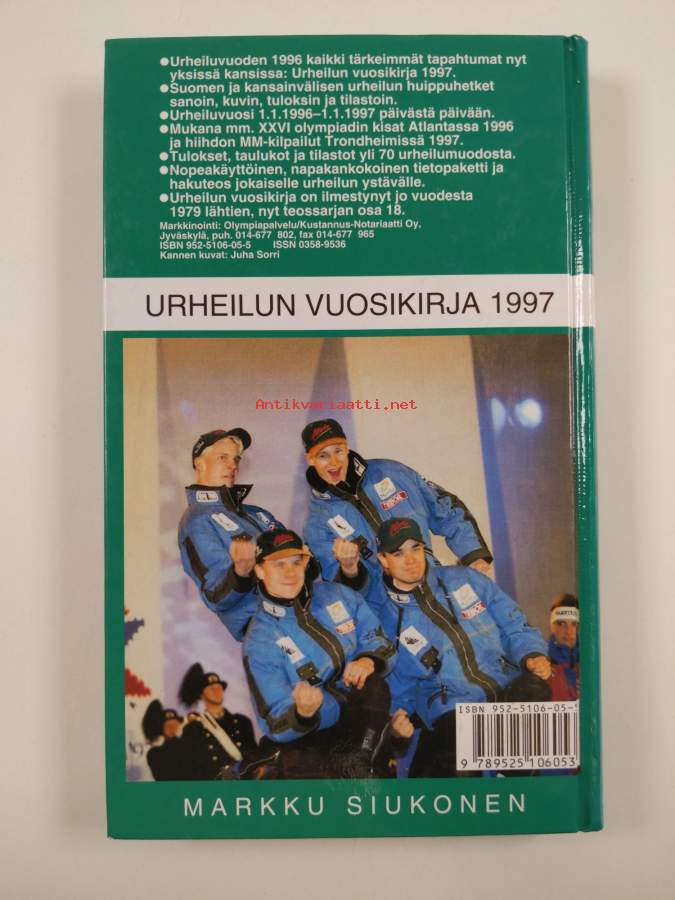 ●Urheiluvuoden 1996 kaikki tärkeimmät tapahtumat nyt
yksissä kansissa: Urheilun vuosikirja 1997.
●Suomen ja kansainvälisen urheilun huippuhetket
sanoin, kuvin, tuloksin ja tilastoin.
●Urheiluvuosi 1.1.1996–1.1.1997 päivästä päivään.
●Mukana mm. XXVI olympiadin kisat Atlantassa 1996
ja hiihdon MM-kilpailut Trondheimissä 1997.
●Tulokset, taulukot ja tilastot yli 70 urheilumuodosta.
●Nopeakäyttöinen, napakankokoinen tietopaketti ja
hakuteos jokaiselle urheilun ystävälle.
●Urheilun vuosikirja on ilmestynyt jo vuodesta
1979 lähtien, nyt teossarjan osa 18.
Markkinointi: Olympiapalvelu/Kustannus-Notariaatti Oy,
Jyväskylä, puh. 014-677 802, fax 014-677 965
ISBN 952-5106-05-5 ISSN 0358-9536
Kannen kuvat: Juha Sorri
URHEILUN VUOSIKIRJA 1997
Antikvariaatti.net
ISBN 952-5106-05-5
9 789525 106053
MARKKU SIUKONEN